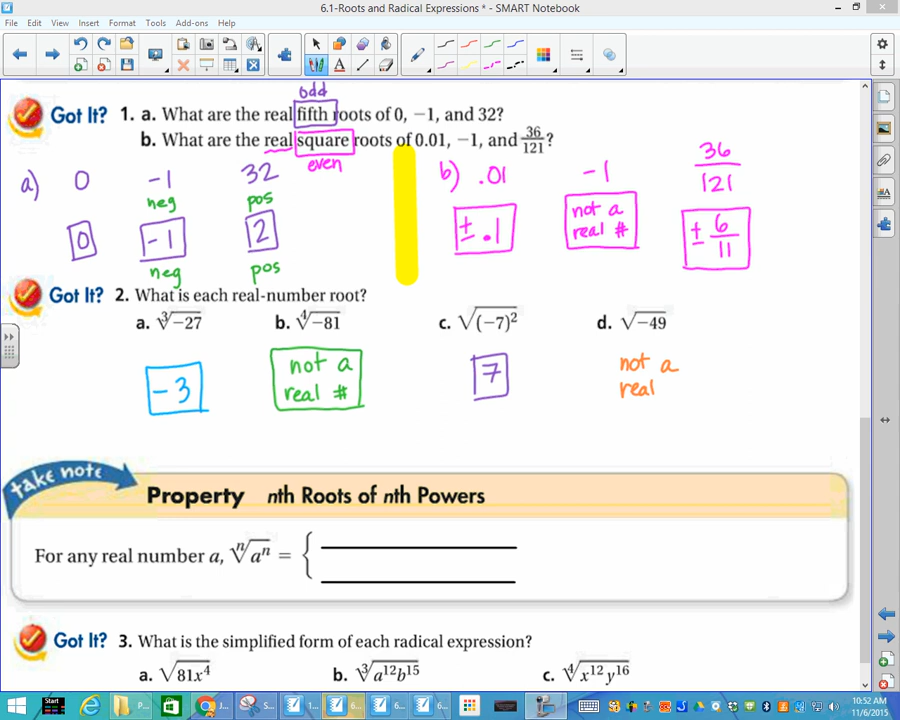 6.1-Roots and Radical Expressions * - SMART Notebook
File Edit View Insert Format Tools Add-ons Help
odd
Got It? 1. a. What are the real fifth roots of 0, −1, and 32?
b. What are the real square roots of 0.01, −1, and 36/121?
even
a) 0 -1 32 b) .01 -1 36/121
neg pos
0 -1 2 ± .1 not a real # ± 6/11
neg pos
Got It? 2. What is each real-number root?
a. ∛−27 b. ∜−81 c. √(−7)² d. √−49
-3 not a real # 7 not a real
take note
Property nth Roots of nth Powers
For any real number a, ⁿ√aⁿ = {
Got It? 3. What is the simplified form of each radical expression?
a. √81x⁴ b. ∛a¹²b¹⁵ c. ∜x¹²y¹⁶
Start
10:52 AM
11/6/2015